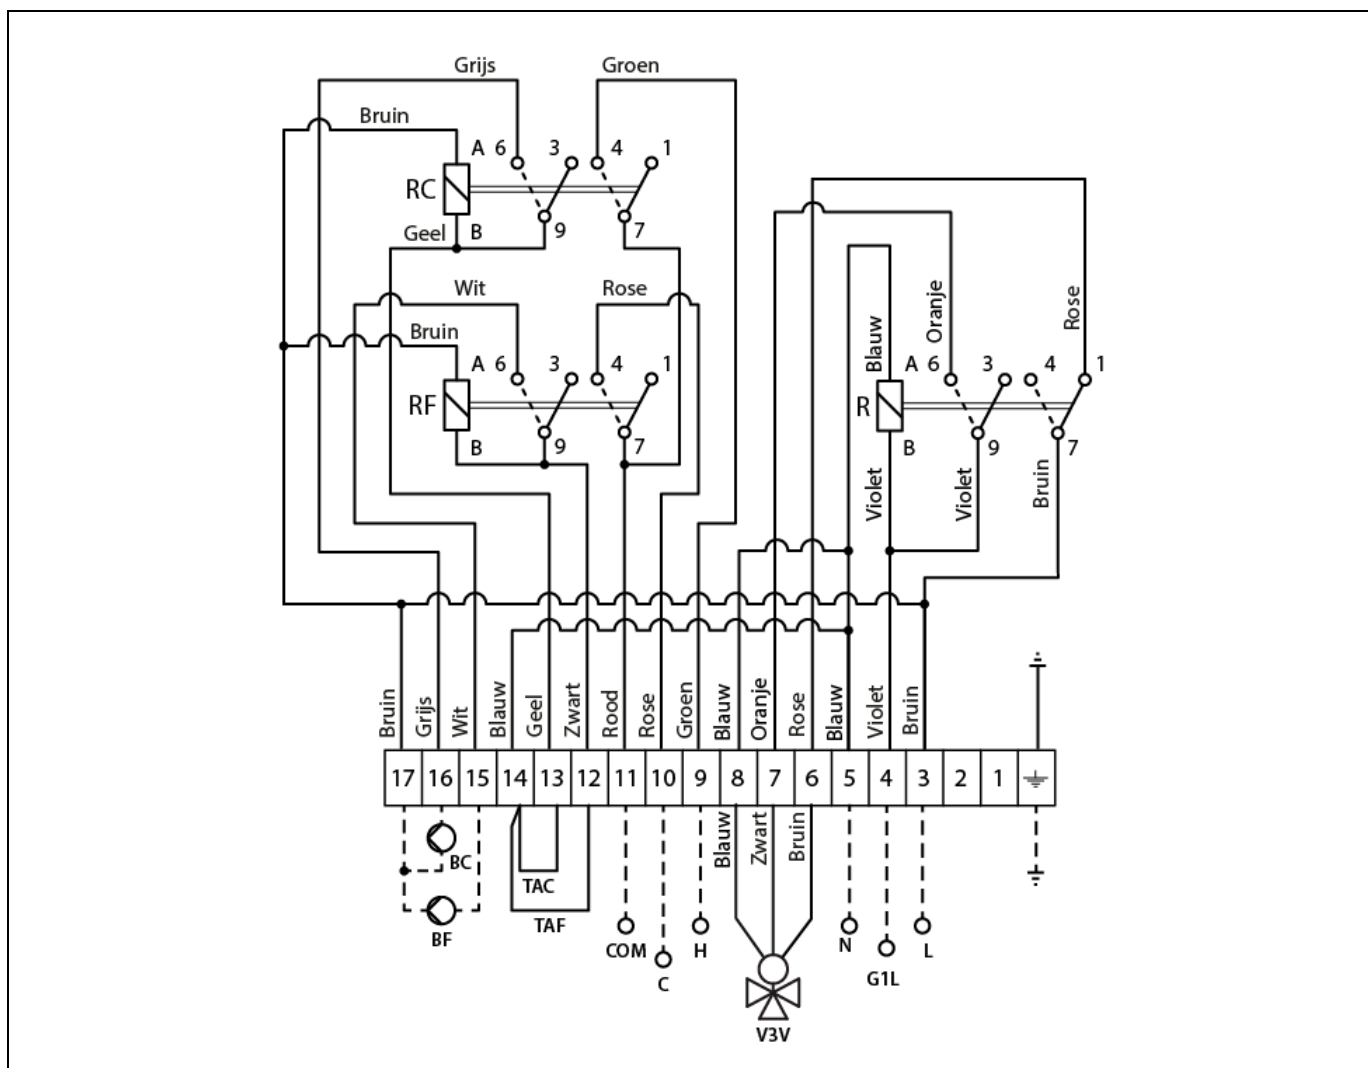 Grijs
Groen
Bruin
A 6 3 4 1
RC
Geel B 9 7
Wit
Rose
Bruin
A 6 3 4 1
RF
B 9 7
Oranje
Rose
Blauw
A 6 3 4 1
R
B 9 7
Violet
Violet
Bruin
Bruin
Grijs
Wit
Blauw
Geel
Zwart
Rood
Rose
Groen
Blauw
Oranje
Rose
Blauw
Violet
Bruin
17 16 15 14 13 12 11 10 9 8 7 6 5 4 3 2 1
Blauw
Zwart
Bruin
BC
BF
TAC
TAF
COM
C
H
V3V
N
G1L
L